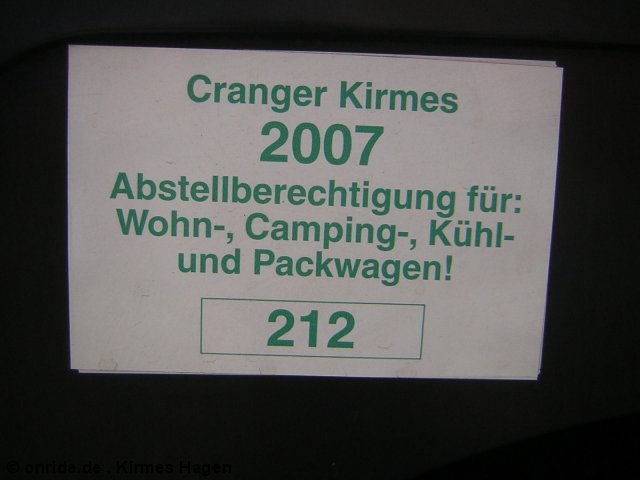 Cranger Kirmes
2007
Abstellberechtigung für:
Wohn-, Camping-, Kühl-
und Packwagen!
212
© onride.de . Kirmes Hagen